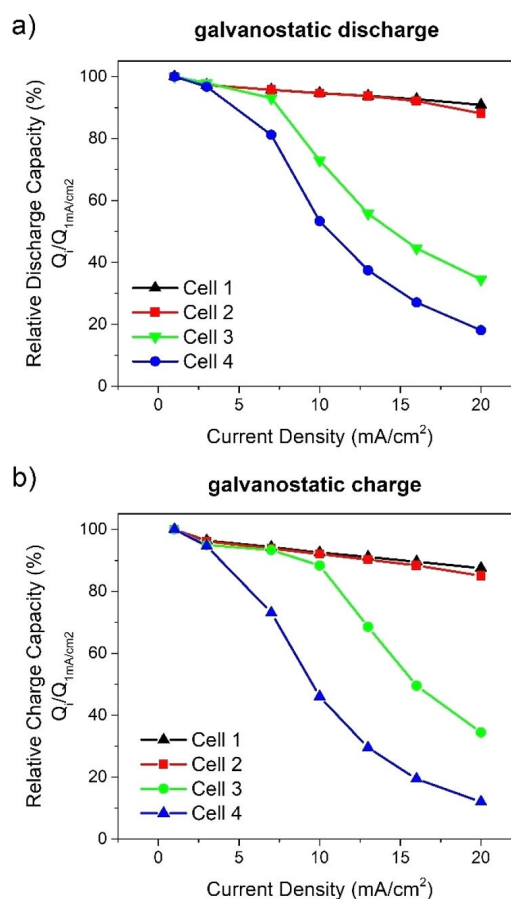 a)
galvanostatic discharge
Relative Discharge Capacity (%)
Qᵢ/Q₁mA/cm2
100
80
60
40
20
0
Cell 1
Cell 2
Cell 3
Cell 4
0 5 10 15 20
Current Density (mA/cm²)
b)
galvanostatic charge
Relative Charge Capacity (%)
Qᵢ/Q₁mA/cm2
100
80
60
40
20
0
Cell 1
Cell 2
Cell 3
Cell 4
0 5 10 15 20
Current Density (mA/cm²)